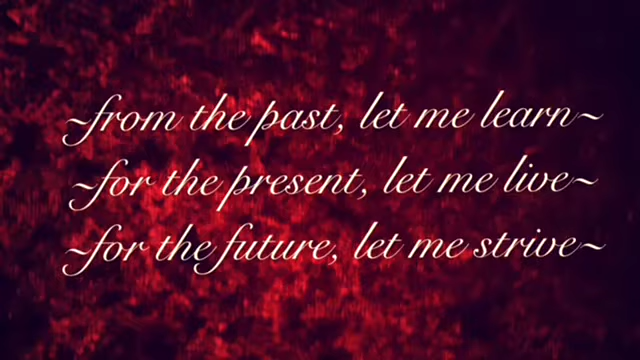 ~from the past, let me learn~
~for the present, let me live~
~for the future, let me strive~